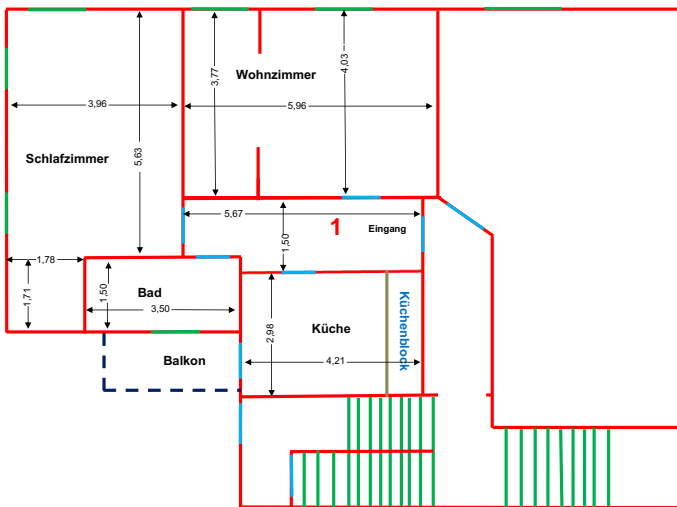 Wohnzimmer
3,77
4,03
3,96
5,96
Schlafzimmer
5,63
5,67
1
Eingang
1,50
1,78
1,71
1,50
Bad
3,50
Küche
2,98
Küchenblock
4,21
Balkon